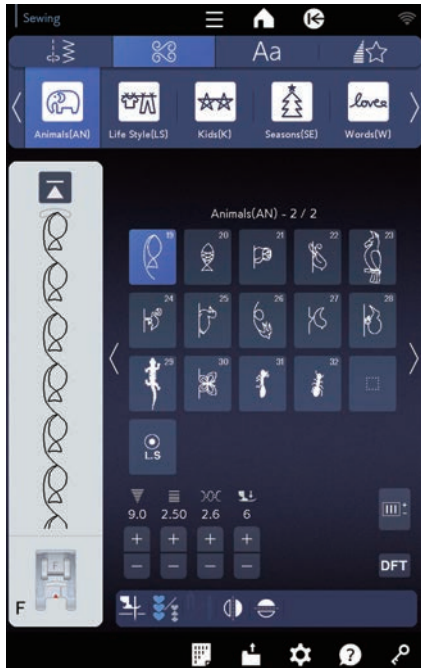 Sewing
Aa
Animals(AN) Life Style(LS) Kids(K) Seasons(SE) Words(W)
love
Animals(AN) - 2 / 2
19 20 21 22 23
24 25 26 27 28
29 30 31 32
L.S
9.0 2.50 2.6 6
+ + + +
- - - -
DFT
F
?